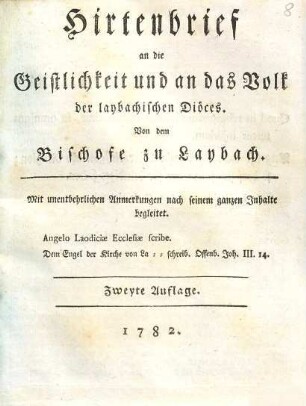 8
Hirtenbrief
an die
Geistlichkeit und an das Volk
der laybachischen Diöces.
Von dem
Bischofe zu Laybach.
Mit unentbehrlichen Anmerkungen nach seinem ganzen Inhalte
begleitet.
Angelo Laodiciæ Ecclesiæ scribe.
Dem Engel der Kirche von La : : schreib. Offenb. Joh. III. 14.
Zweyte Auflage.
1782.